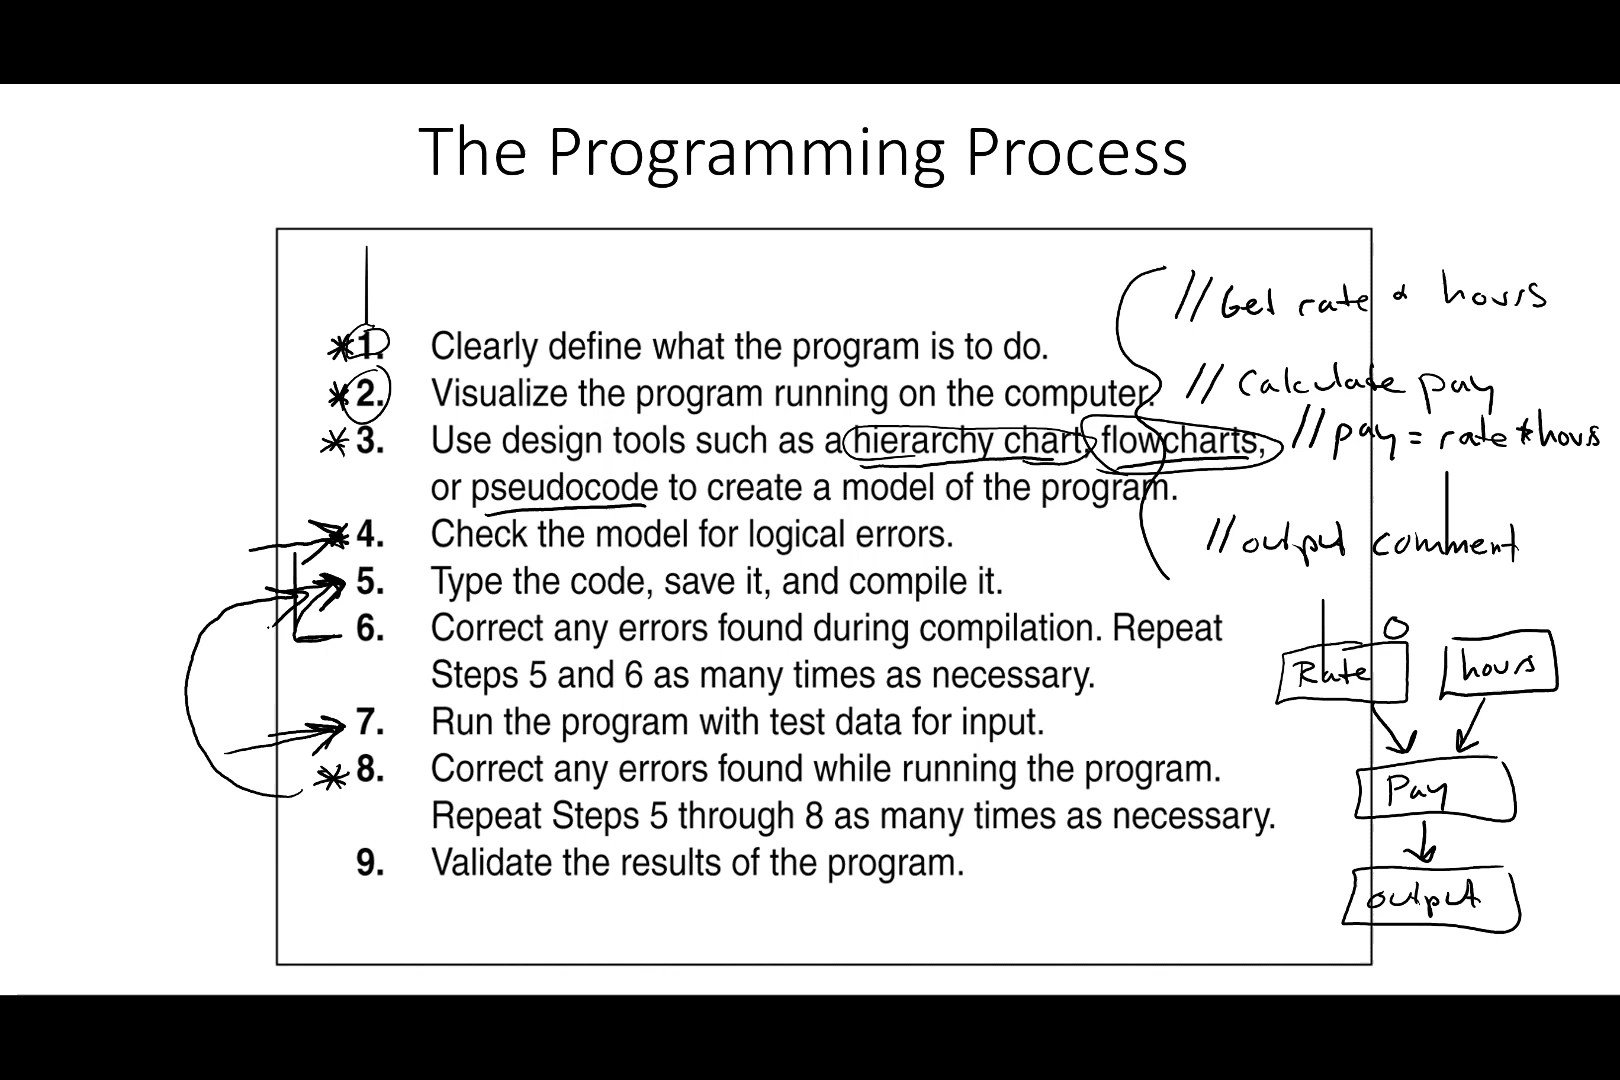 The Programming Process
*1. Clearly define what the program is to do.
*2. Visualize the program running on the computer.
*3. Use design tools such as a hierarchy chart, flowcharts,
or pseudocode to create a model of the program.
*4. Check the model for logical errors.
5. Type the code, save it, and compile it.
6. Correct any errors found during compilation. Repeat
Steps 5 and 6 as many times as necessary.
7. Run the program with test data for input.
*8. Correct any errors found while running the program.
Repeat Steps 5 through 8 as many times as necessary.
9. Validate the results of the program.
// Get rate & hours
// Calculate pay
// pay = rate * hours
// output comment
Rate
hours
Pay
output